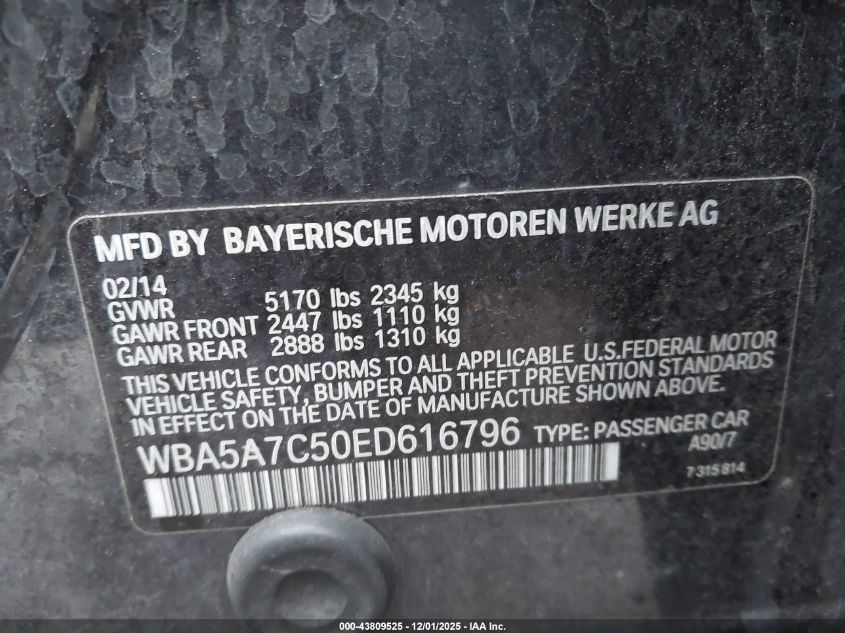 MFD BY BAYERISCHE MOTOREN WERKE AG
02/14
GVWR 5170 lbs 2345 kg
GAWR FRONT 2447 lbs 1110 kg
GAWR REAR 2888 lbs 1310 kg
THIS VEHICLE CONFORMS TO ALL APPLICABLE U.S.FEDERAL MOTOR
VEHICLE SAFETY, BUMPER AND THEFT PREVENTION STANDARDS
IN EFFECT ON THE DATE OF MANUFACTURE SHOWN ABOVE.
WBA5A7C50ED616796 TYPE: PASSENGER CAR
A90/7
7 315 814
000-43809525 - 12/01/2025 - IAA Inc.